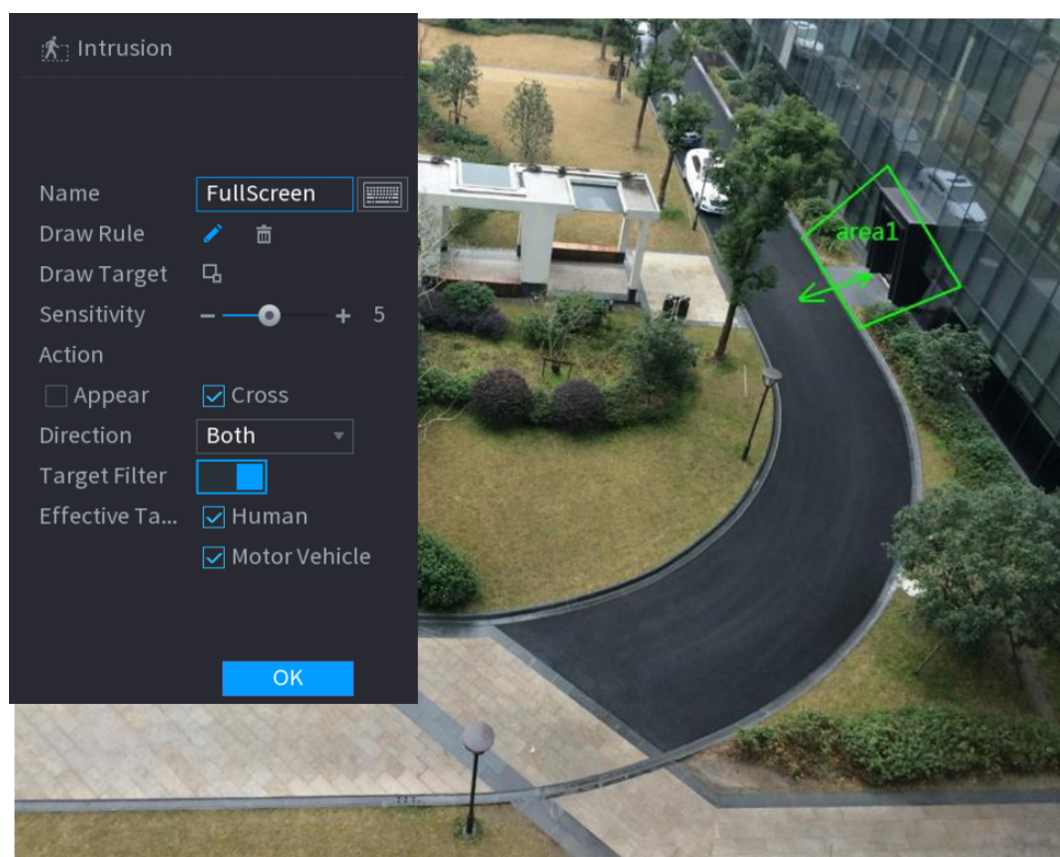 Intrusion
Name FullScreen
Draw Rule
Draw Target
Sensitivity - + 5
Action
Appear Cross
Direction Both
Target Filter
Effective Ta... Human
Motor Vehicle
OK
area1